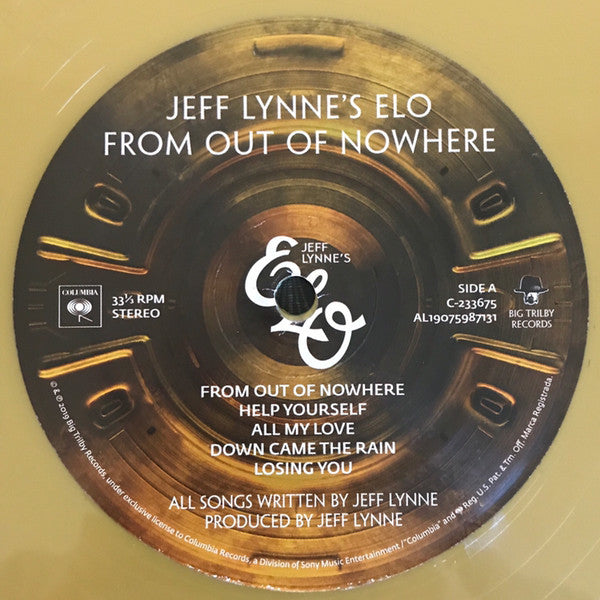 JEFF LYNNE'S ELO
FROM OUT OF NOWHERE
JEFF
LYNNE'S
ELO
COLUMBIA
33⅓ RPM
STEREO
SIDE A
C-233675
AL19075987131
BIG TRILBY
RECORDS
FROM OUT OF NOWHERE
HELP YOURSELF
ALL MY LOVE
DOWN CAME THE RAIN
LOSING YOU
ALL SONGS WRITTEN BY JEFF LYNNE
PRODUCED BY JEFF LYNNE
© & ℗ 2019 Big Trilby Records, under exclusive license to Columbia Records, a Division of Sony Music Entertainment /"Columbia" and Reg. U.S. Pat. & Tm. Off. Marca Registrada.